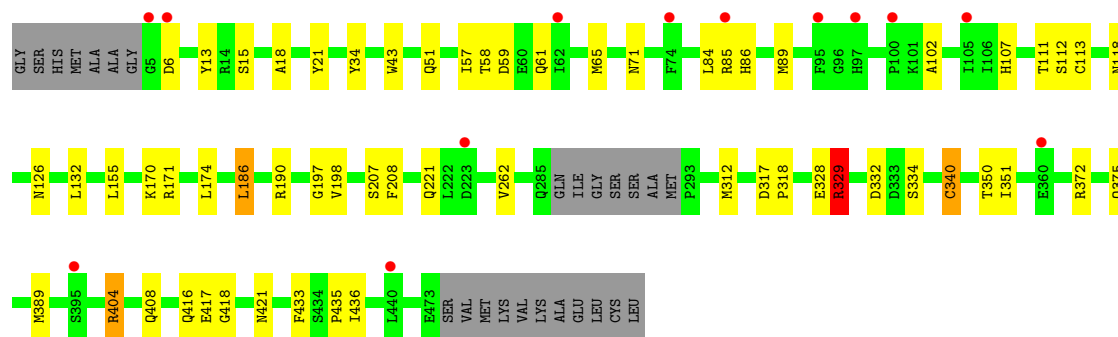 GLY SER HIS MET ALA ALA GLY G5 D6 Y13 R14 S15 A18 Y21 Y34 W43 Q51 I57 T58 D59 E60 Q61 I62 M65 N71 F74 L84 R85 H86 M89 F95 G96 H97 P100 K101 A102 I105 I106 H107 T111 S112 C113
N126 L132 L155 K170 R171 L174 L186 R190 G197 V198 S207 F208 Q221 L222 D223 V262 Q285 GLN ILE GLY SER SER ALA MET P293 M312 D317 P318 E328 R329 D332 D333 S334 C340 T350 I351 E360 R372
M389 S395 R404 Q408 Q416 E417 G418 N421 F433 S434 P435 I436 L440 E473 SER VAL MET LYS VAL LYS ALA GLU LEU CYS LEU